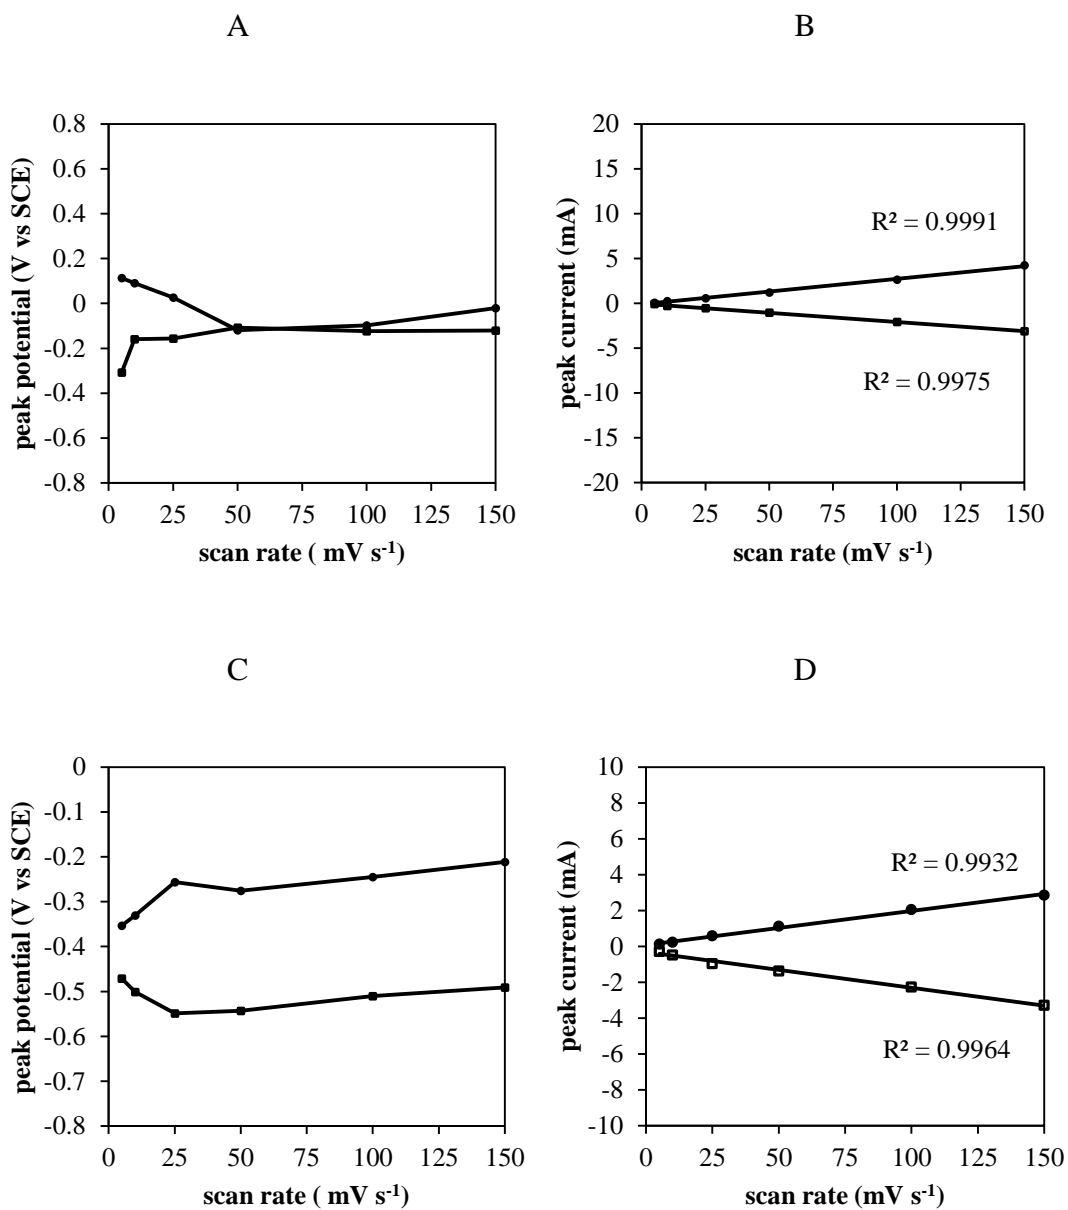 A
B
peak potential (V vs SCE)
0.8
0.6
0.4
0.2
0
-0.2
-0.4
-0.6
-0.8
0 25 50 75 100 125 150
scan rate ( mV s⁻¹)
peak current (mA)
20
15
10
5
0
-5
-10
-15
-20
R² = 0.9991
R² = 0.9975
0 25 50 75 100 125 150
scan rate (mV s⁻¹)
C
D
peak potential (V vs SCE)
0
-0.1
-0.2
-0.3
-0.4
-0.5
-0.6
-0.7
-0.8
0 25 50 75 100 125 150
scan rate ( mV s⁻¹)
peak current (mA)
10
8
6
4
2
0
-2
-4
-6
-8
-10
R² = 0.9932
R² = 0.9964
0 25 50 75 100 125 150
scan rate (mV s⁻¹)